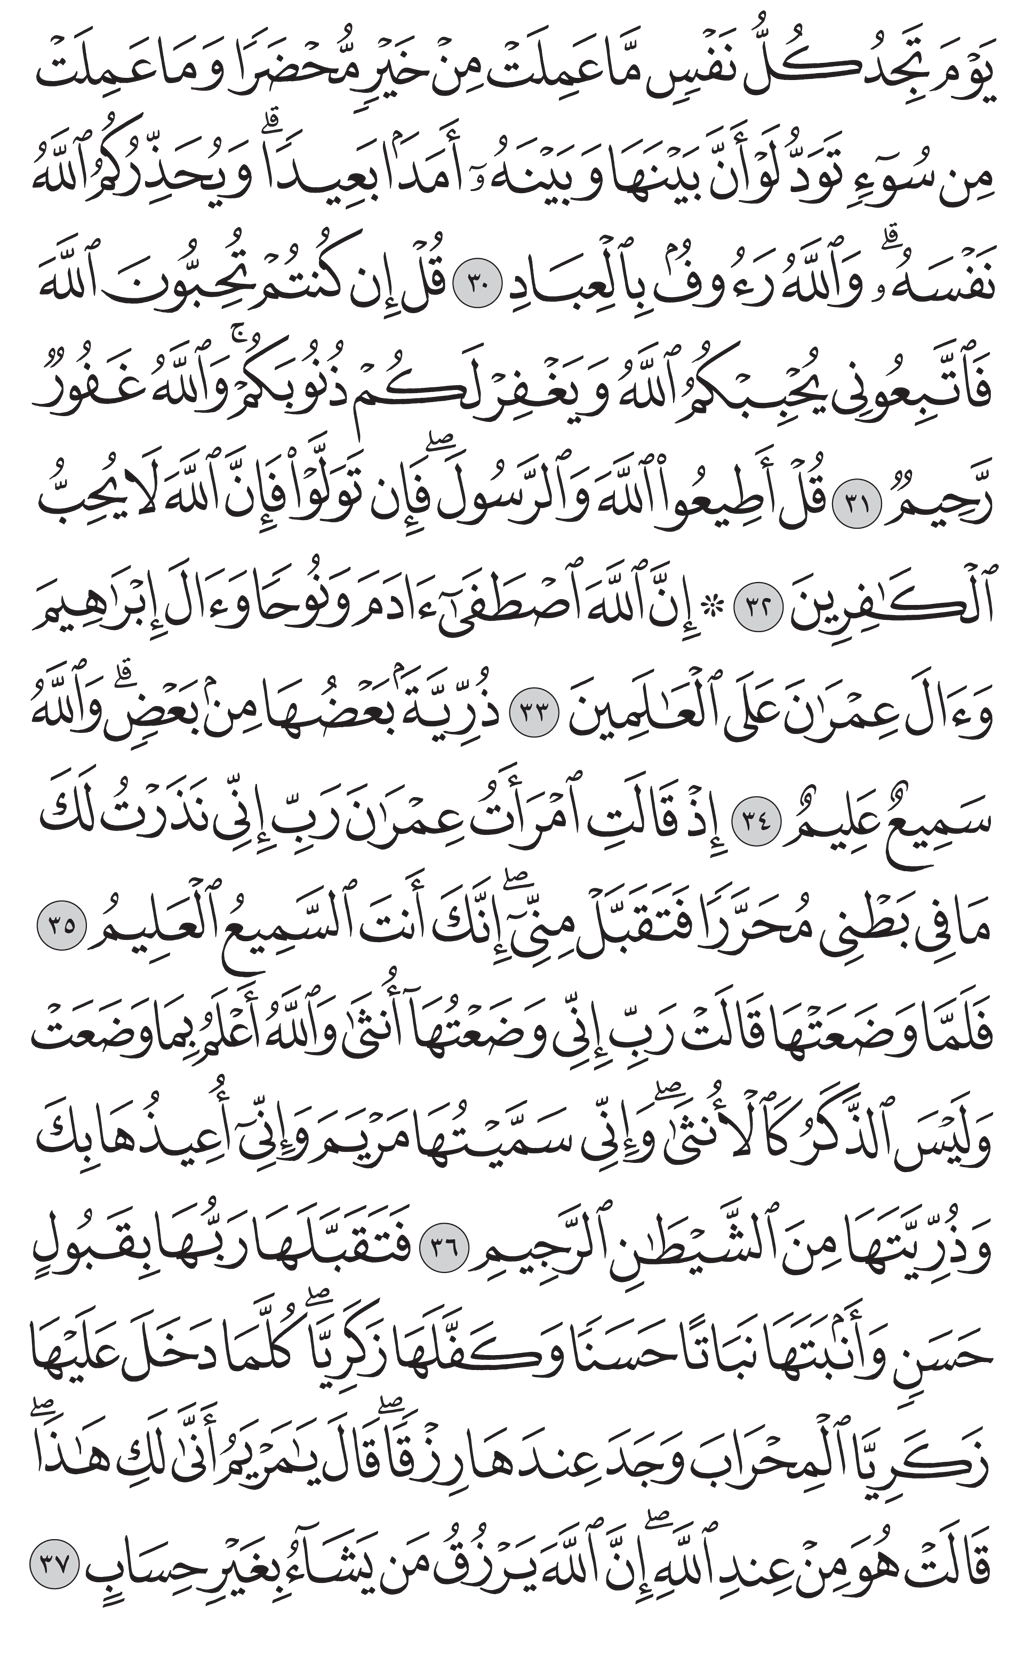 يَوۡمَ تَجِدُ كُلُّ نَفۡسٖ مَّا عَمِلَتۡ مِنۡ خَيۡرٖ مُّحۡضَرٗا وَمَا عَمِلَتۡ
مِن سُوٓءٖ تَوَدُّ لَوۡ أَنَّ بَيۡنَهَا وَبَيۡنَهُۥٓ أَمَدَۢا بَعِيدٗاۗ وَيُحَذِّرُكُمُ ٱللَّهُ
نَفۡسَهُۥۗ وَٱللَّهُ رَءُوفُۢ بِٱلۡعِبَادِ ٣٠ قُلۡ إِن كُنتُمۡ تُحِبُّونَ ٱللَّهَ
فَٱتَّبِعُونِي يُحۡبِبۡكُمُ ٱللَّهُ وَيَغۡفِرۡ لَكُمۡ ذُنُوبَكُمۡۚ وَٱللَّهُ غَفُورٞ
رَّحِيمٞ ٣١ قُلۡ أَطِيعُواْ ٱللَّهَ وَٱلرَّسُولَۖ فَإِن تَوَلَّوۡاْ فَإِنَّ ٱللَّهَ لَا يُحِبُّ
ٱلۡكَٰفِرِينَ ٣٢ ۞ إِنَّ ٱللَّهَ ٱصۡطَفَىٰٓ ءَادَمَ وَنُوحٗا وَءَالَ إِبۡرَٰهِيمَ
وَءَالَ عِمۡرَٰنَ عَلَى ٱلۡعَٰلَمِينَ ٣٣ ذُرِّيَّةَۢ بَعۡضُهَا مِنۢ بَعۡضٖۗ وَٱللَّهُ
سَمِيعٌ عَلِيمٌ ٣٤ إِذۡ قَالَتِ ٱمۡرَأَتُ عِمۡرَٰنَ رَبِّ إِنِّي نَذَرۡتُ لَكَ
مَا فِي بَطۡنِي مُحَرَّرٗا فَتَقَبَّلۡ مِنِّيٓۖ إِنَّكَ أَنتَ ٱلسَّمِيعُ ٱلۡعَلِيمُ ٣٥
فَلَمَّا وَضَعَتۡهَا قَالَتۡ رَبِّ إِنِّي وَضَعۡتُهَآ أُنثَىٰ وَٱللَّهُ أَعۡلَمُ بِمَا وَضَعَتۡ
وَلَيۡسَ ٱلذَّكَرُ كَٱلۡأُنثَىٰۖ وَإِنِّي سَمَّيۡتُهَا مَرۡيَمَ وَإِنِّيٓ أُعِيذُهَا بِكَ
وَذُرِّيَّتَهَا مِنَ ٱلشَّيۡطَٰنِ ٱلرَّجِيمِ ٣٦ فَتَقَبَّلَهَا رَبُّهَا بِقَبُولٍ
حَسَنٖ وَأَنۢبَتَهَا نَبَاتًا حَسَنٗا وَكَفَّلَهَا زَكَرِيَّاۖ كُلَّمَا دَخَلَ عَلَيۡهَا
زَكَرِيَّا ٱلۡمِحۡرَابَ وَجَدَ عِندَهَا رِزۡقٗاۖ قَالَ يَٰمَرۡيَمُ أَنَّىٰ لَكِ هَٰذَاۖ
قَالَتۡ هُوَ مِنۡ عِندِ ٱللَّهِۖ إِنَّ ٱللَّهَ يَرۡزُقُ مَن يَشَآءُ بِغَيۡرِ حِسَابٍ ٣٧